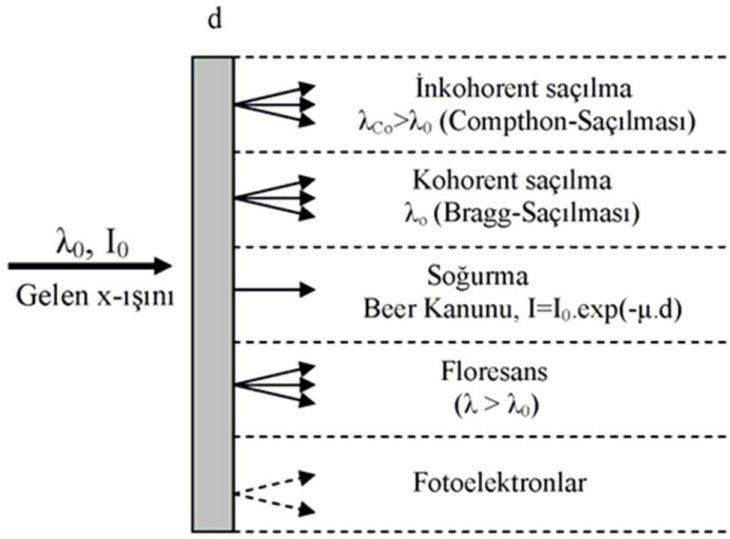 d
İnkohorent saçılma
λCo>λ0 (Compthon-Saçılması)
Kohorent saçılma
λo (Bragg-Saçılması)
λ0, I0
Gelen x-ışını
Soğurma
Beer Kanunu, I=I0.exp(-μ.d)
Floresans
(λ > λ0)
Fotoelektronlar